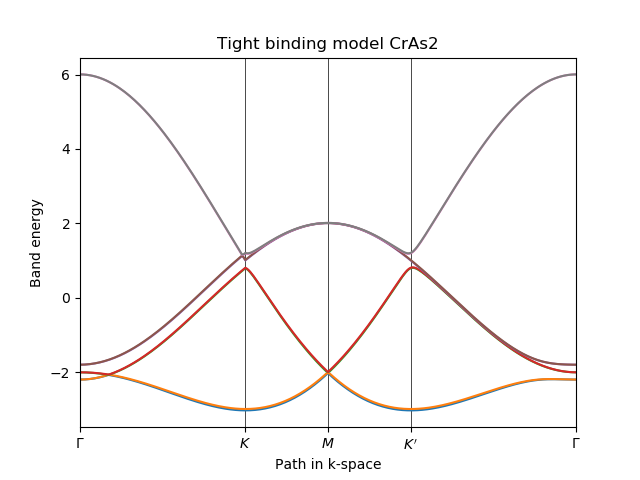 Tight binding model CrAs2
Band energy
6
4
2
0
−2
Γ K M K′ Γ
Path in k-space